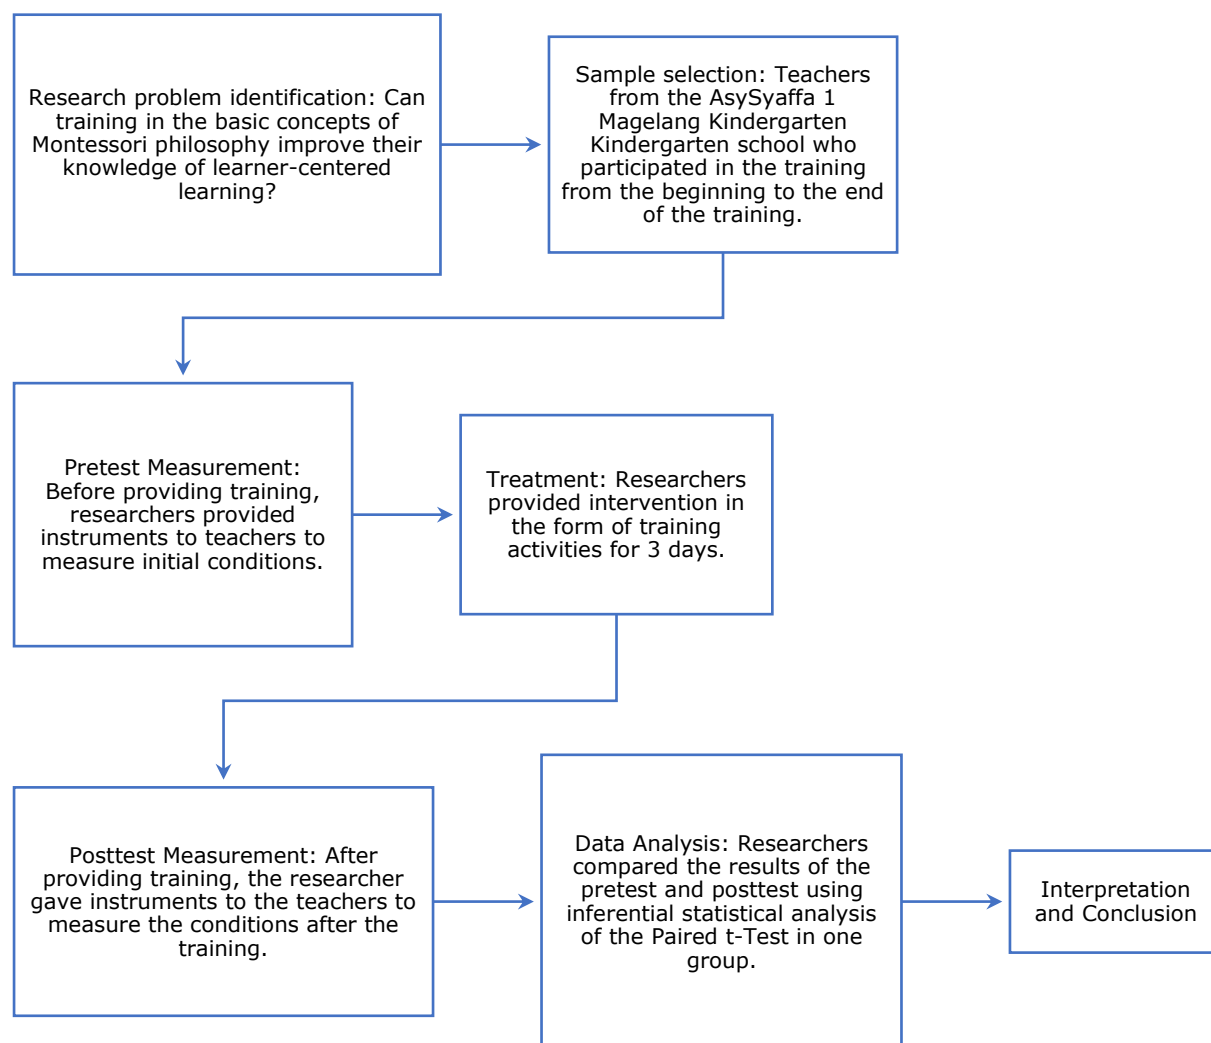 Research problem identification: Can
training in the basic concepts of
Montessori philosophy improve their
knowledge of learner-centered
learning?
Sample selection: Teachers
from the AsySyaffa 1
Magelang Kindergarten
Kindergarten school who
participated in the training
from the beginning to the end
of the training.
Pretest Measurement:
Before providing training,
researchers provided
instruments to teachers to
measure initial conditions.
Treatment: Researchers
provided intervention in
the form of training
activities for 3 days.
Posttest Measurement: After
providing training, the researcher
gave instruments to the teachers to
measure the conditions after the
training.
Data Analysis: Researchers
compared the results of the
pretest and posttest using
inferential statistical analysis
of the Paired t-Test in one
group.
Interpretation
and Conclusion